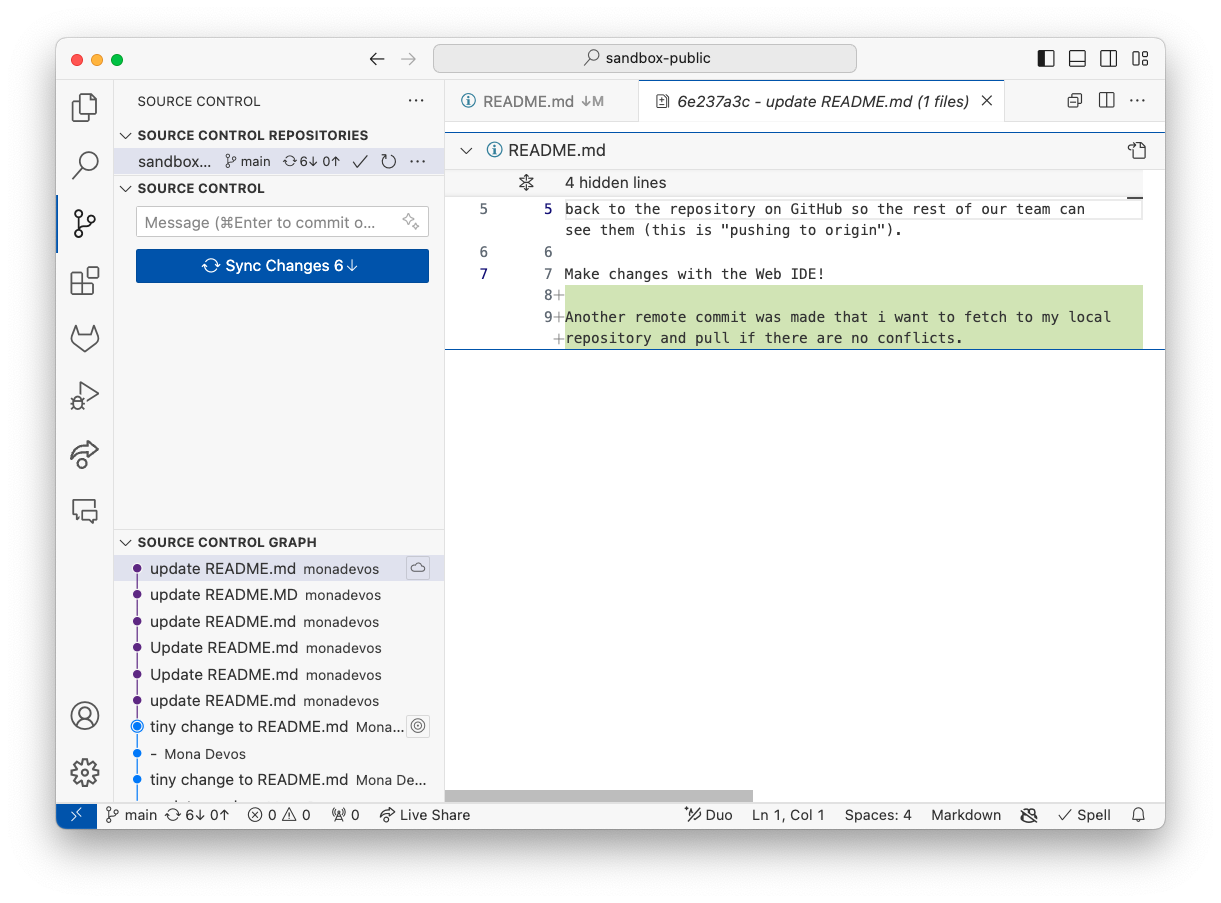 sandbox-public
SOURCE CONTROL
SOURCE CONTROL REPOSITORIES
sandbox... main 6↓ 0↑
SOURCE CONTROL
Message (⌘Enter to commit o...
Sync Changes 6↓
SOURCE CONTROL GRAPH
update README.md monadevos
update README.MD monadevos
update README.md monadevos
Update README.md monadevos
Update README.md monadevos
update README.md monadevos
tiny change to README.md Mona...
- Mona Devos
tiny change to README.md Mona De...
README.md ↓M
6e237a3c - update README.md (1 files)
README.md
4 hidden lines
5 5 back to the repository on GitHub so the rest of our team can
see them (this is "pushing to origin").
6 6
7 7 Make changes with the Web IDE!
8+
9+Another remote commit was made that i want to fetch to my local
+repository and pull if there are no conflicts.
main 6↓ 0↑ 0 0 0 Live Share Duo Ln 1, Col 1 Spaces: 4 Markdown Spell